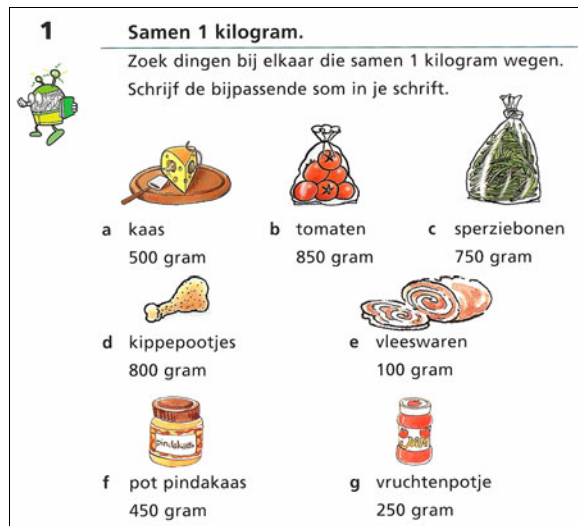 1 Samen 1 kilogram.
Zoek dingen bij elkaar die samen 1 kilogram wegen.
Schrijf de bijpassende som in je schrift.
a kaas
500 gram
b tomaten
850 gram
c sperziebonen
750 gram
d kippepootjes
800 gram
e vleeswaren
100 gram
pindakaas
f pot pindakaas
450 gram
JAM
g vruchtenpotje
250 gram